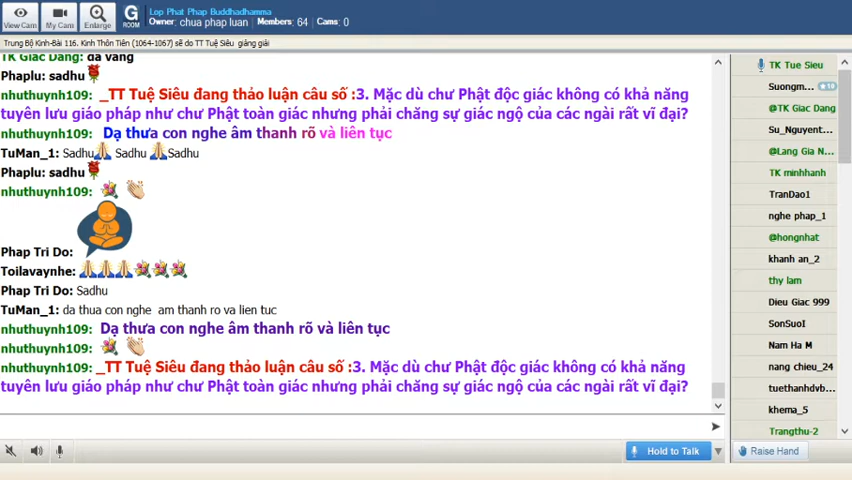 Lop Phat Phap Buddhadhamma
Owner: chua phap luan Members: 64 Cams: 0
View Cam My Cam Enlarge G ROOM
Trung Bộ Kinh-Bài 116. Kinh Thôn Tiên (1064-1067) sẽ do TT Tuệ Siêu giảng giải
TK Giac Dang: da vang
Phaplu: sadhu
nhuthuynh109: _TT Tuệ Siêu đang thảo luận câu số :3. Mặc dù chư Phật độc giác không có khả năng
tuyên lưu giáo pháp như chư Phật toàn giác nhưng phải chăng sự giác ngộ của các ngài rất vĩ đại?
nhuthuynh109: Dạ thưa con nghe âm thanh rõ và liên tục
TuMan_1: Sadhu Sadhu Sadhu
Phaplu: sadhu
nhuthuynh109:
Phap Tri Do:
Toilavaynhe:
Phap Tri Do: Sadhu
TuMan_1: da thua con nghe am thanh ro va lien tuc
nhuthuynh109: Dạ thưa con nghe âm thanh rõ và liên tục
nhuthuynh109:
nhuthuynh109: _TT Tuệ Siêu đang thảo luận câu số :3. Mặc dù chư Phật độc giác không có khả năng
tuyên lưu giáo pháp như chư Phật toàn giác nhưng phải chăng sự giác ngộ của các ngài rất vĩ đại?
Hold to Talk
TK Tue Sieu
Suongm... 10
@TK Giac Dang
Su_Nguyent...
@Lang Gia N...
TK minhhanh
TranDao1
nghe phap_1
@hongnhat
khanh an_2
thy lam
Dieu Giac 999
SonSuoI
Nam Ha M
nang chieu_24
tuethanhdvb...
khema_5
Trangthu-2
Raise Hand